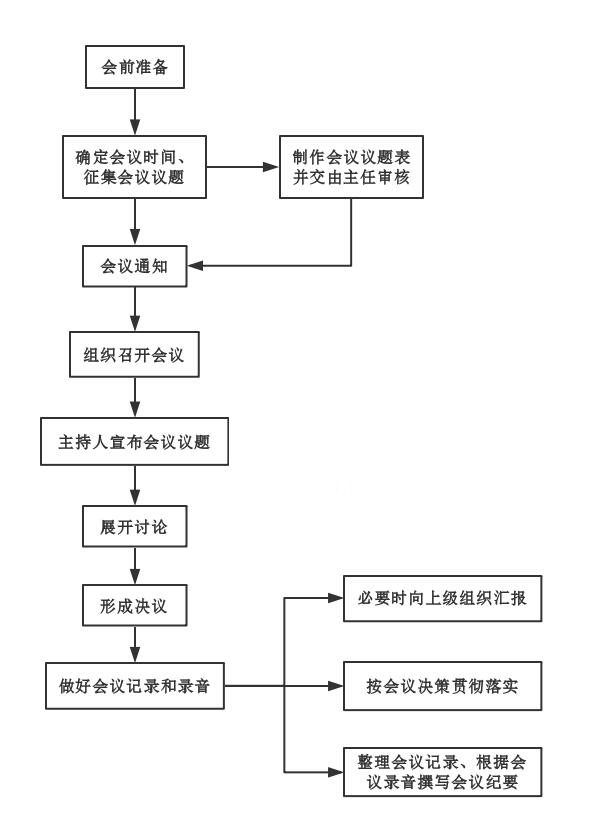 会前准备
确定会议时间、
征集会议议题
制作会议议题表
并交由主任审核
会议通知
组织召开会议
主持人宣布会议议题
展开讨论
形成决议
做好会议记录和录音
必要时向上级组织汇报
按会议决策贯彻落实
整理会议记录、根据会
议录音撰写会议纪要